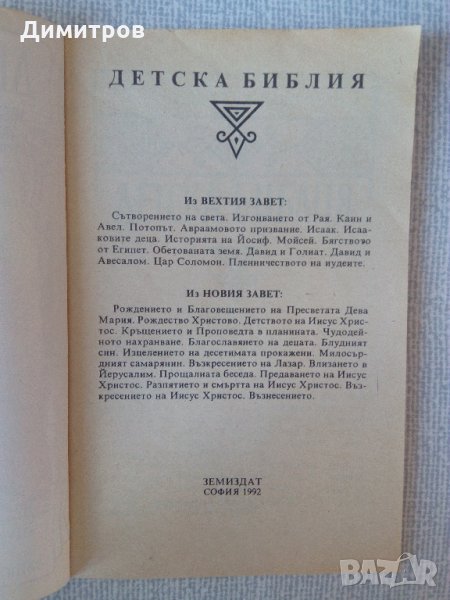 Димитров
ДЕТСКА БИБЛИЯ
Из ВЕХТИЯ ЗАВЕТ:
Сътворението на света. Изгонването от Рая. Каин и
Авел. Потопът. Авраамовото призвание. Исаак. Исаа-
ковите деца. Историята на Йосиф. Мойсей. Бягството
от Египет. Обетованата земя. Давид и Голиат. Давид и
Авесалом. Цар Соломон. Пленничеството на иудеите.
Из НОВИЯ ЗАВЕТ:
Рождението и Благовещението на Пресветата Дева
Мария. Рождество Христово. Детството на Иисус Хрис-
тос. Кръщението и Проповедта в планината. Чудодей-
ното нахранване. Благославянето на децата. Блудният
син. Изцелението на десетимата прокажени. Милосър-
дният самарянин. Възкресението на Лазар. Влизането в
Йерусалим. Прощалната беседа. Предаването на Иисус
Христос. Разпятието и смъртта на Иисус Христос. Въз-
кресението на Иисус Христос. Възнесението.
ЗЕМИЗДАТ
СОФИЯ 1992
BAZAR